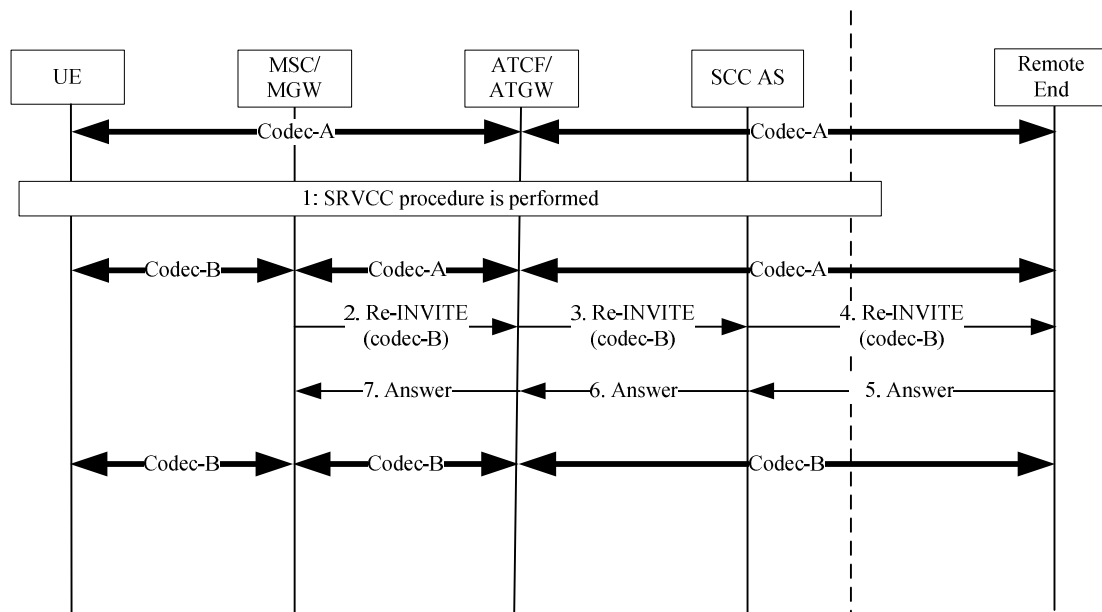 UE
MSC/
MGW
ATCF/
ATGW
SCC AS
Remote
End
Codec-A
Codec-A
1: SRVCC procedure is performed
Codec-B
Codec-A
Codec-A
2. Re-INVITE
(codec-B)
3. Re-INVITE
(codec-B)
4. Re-INVITE
(codec-B)
7. Answer
6. Answer
5. Answer
Codec-B
Codec-B
Codec-B